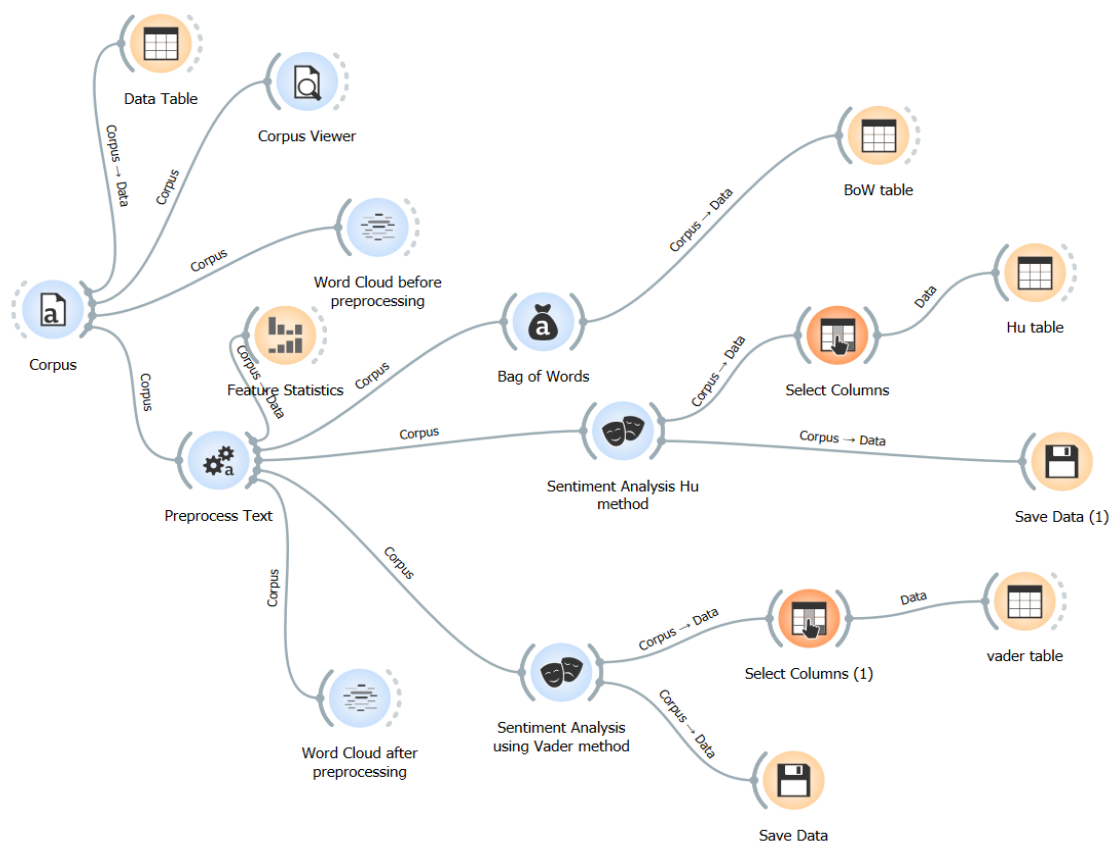 Data Table
Corpus → Data
Corpus Viewer
Corpus
BoW table
Corpus → Data
Corpus
Word Cloud before
preprocessing
Data
Hu table
a
Corpus
Feature Statistics
Corpus → Data
Corpus
a
Bag of Words
Corpus → Data
Select Columns
Corpus
Corpus
Corpus → Data
a
Preprocess Text
Sentiment Analysis Hu
method
Save Data (1)
Corpus
Corpus
Corpus → Data
Data
vader table
Select Columns (1)
Sentiment Analysis
using Vader method
Corpus → Data
Word Cloud after
preprocessing
Save Data